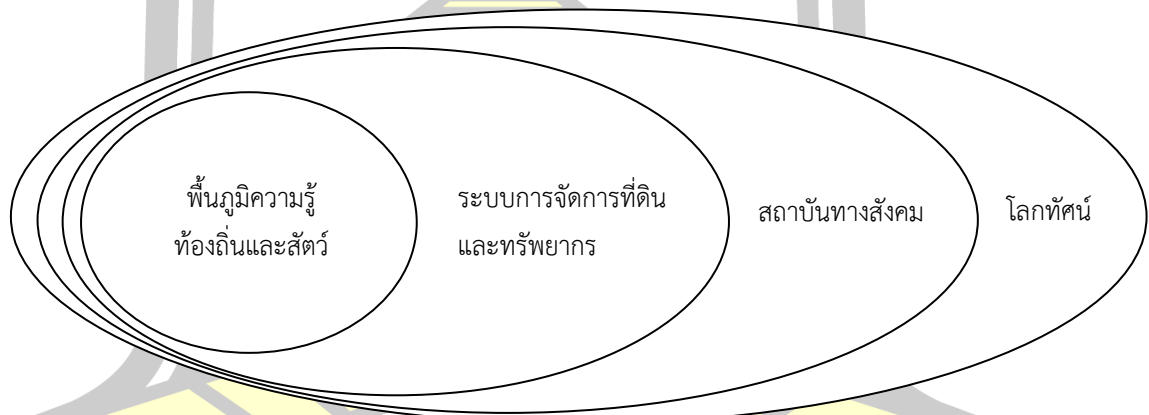 พื้นภูมิความรู้
ท้องถิ่นและสัตว์
ระบบการจัดการที่ดิน
และทรัพยากร
สถาบันทางสังคม
โลกทัศน์